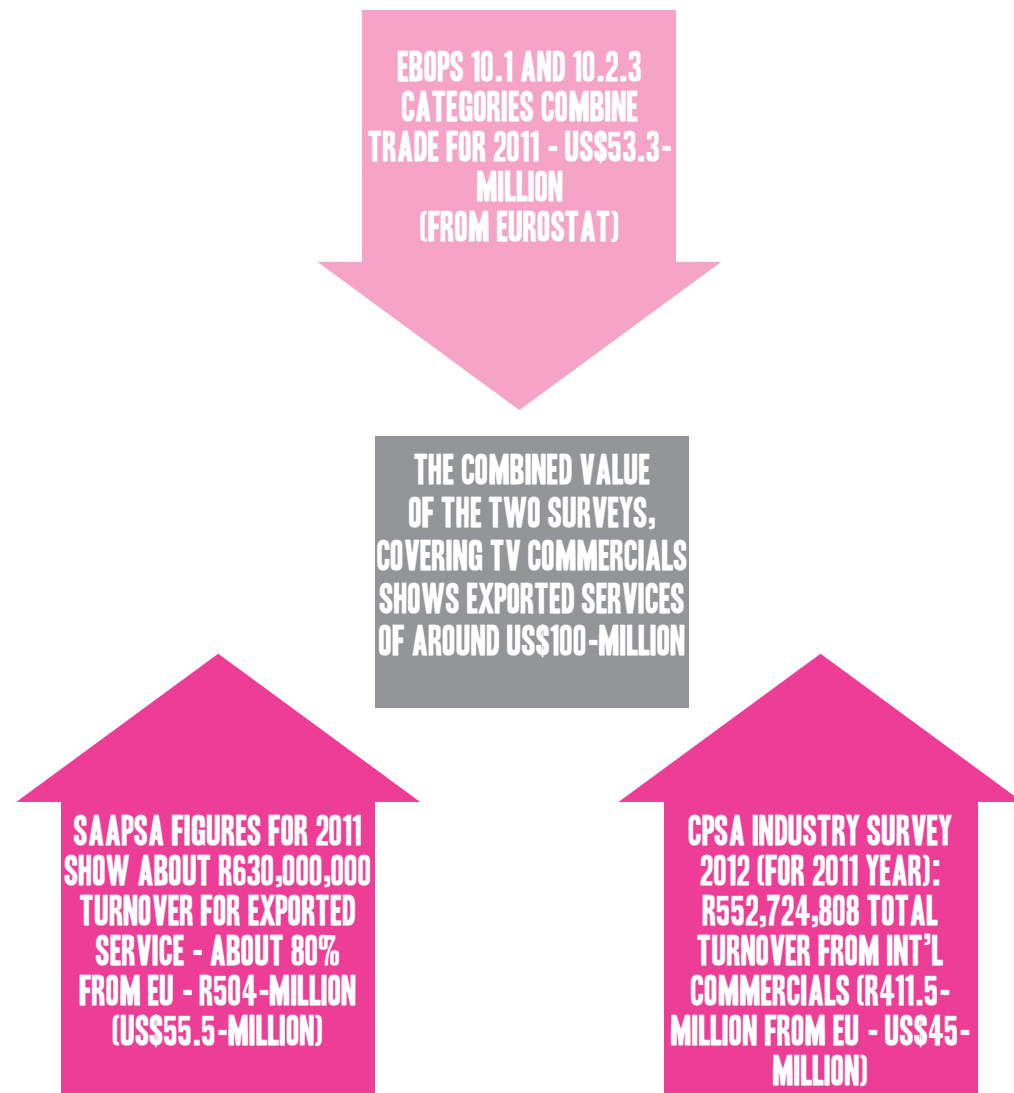 EBOPS 10.1 AND 10.2.3
CATEGORIES COMBINE
TRADE FOR 2011 - US$53.3-
MILLION
(FROM EUROSTAT)
THE COMBINED VALUE
OF THE TWO SURVEYS,
COVERING TV COMMERCIALS
SHOWS EXPORTED SERVICES
OF AROUND US$100-MILLION
SAAPSA FIGURES FOR 2011
SHOW ABOUT R630,000,000
TURNOVER FOR EXPORTED
SERVICE - ABOUT 80%
FROM EU - R504-MILLION
(US$55.5-MILLION)
CPSA INDUSTRY SURVEY
2012 (FOR 2011 YEAR):
R552,724,808 TOTAL
TURNOVER FROM INT'L
COMMERCIALS (R411.5-
MILLION FROM EU - US$45-
MILLION)